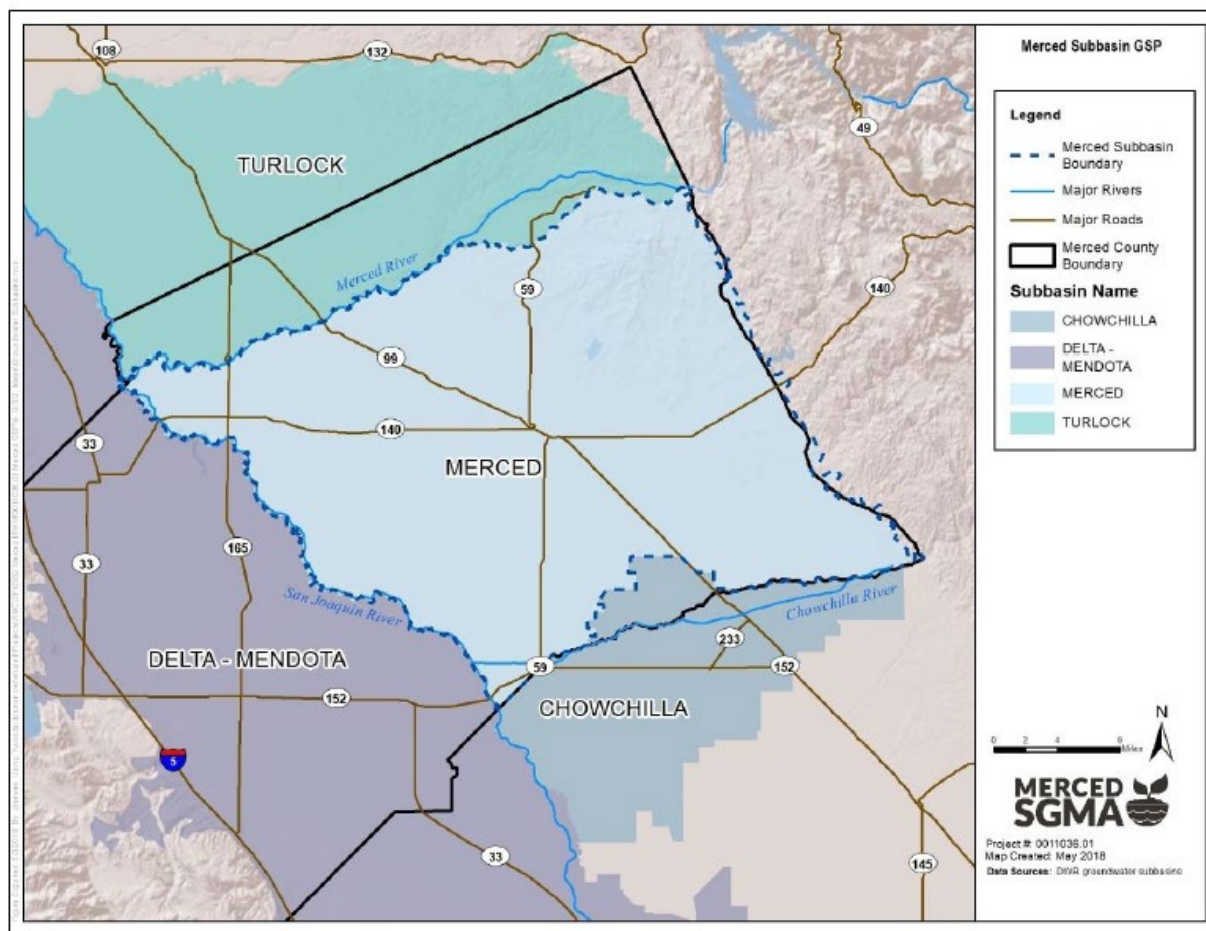 108
132
49
TURLOCK
Merced River
59
140
99
33
140
MERCED
165
33
San Joaquin River
Chowchilla River
233
DELTA - MENDOTA
59
152
152
CHOWCHILLA
5
33
145
Merced Subbasin GSP
Legend
Merced Subbasin
Boundary
Major Rivers
Major Roads
Merced County
Boundary
Subbasin Name
CHOWCHILLA
DELTA -
MENDOTA
MERCED
TURLOCK
N
0 2 4 8
Miles
MERCED
SGMA
Project #: 0011036.01
Map Created: May 2018
Data Sources: DWR groundwater subbasins